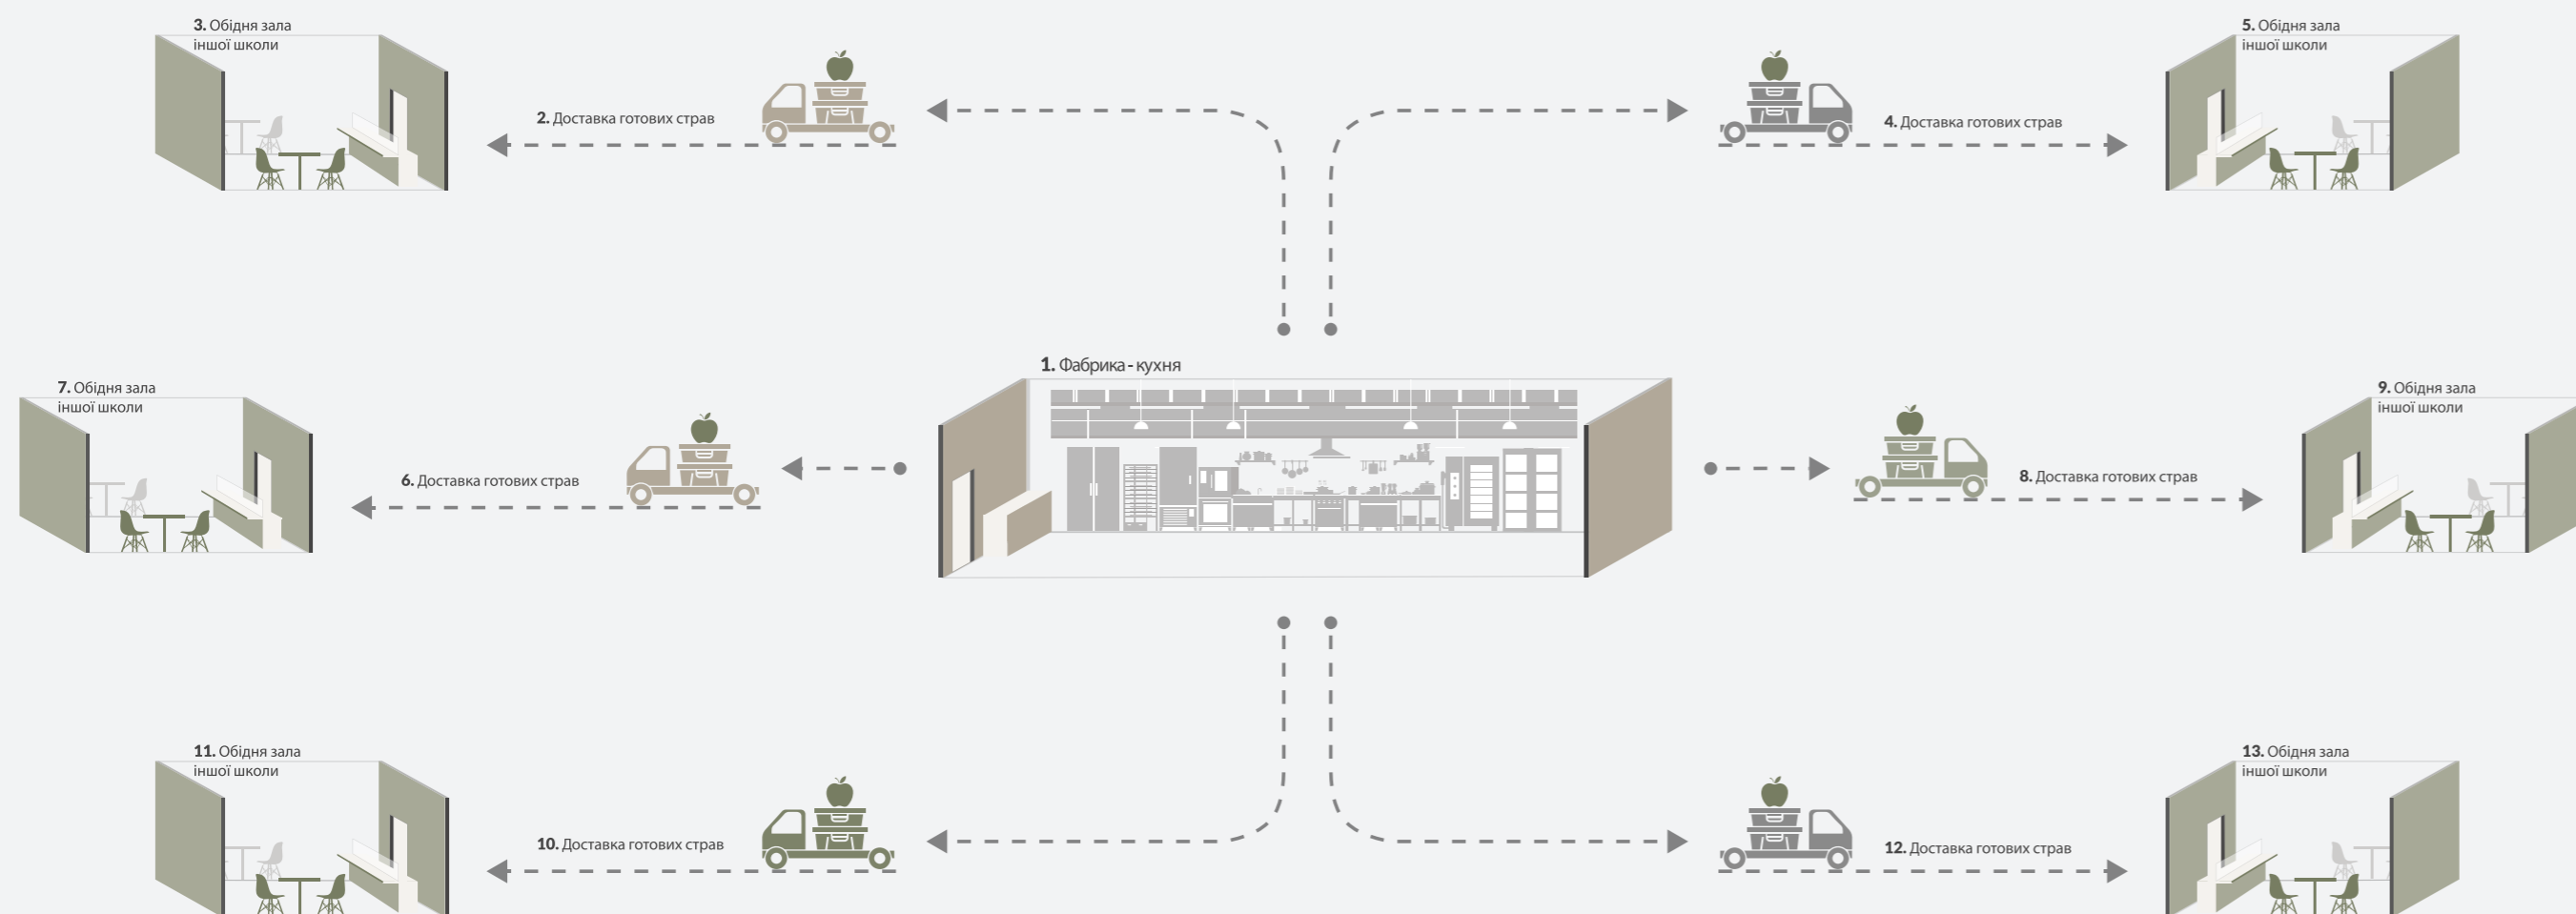 3. Обідня зала
іншої школи
2. Доставка готових страв
4. Доставка готових страв
5. Обідня зала
іншої школи
1. Фабрика - кухня
7. Обідня зала
іншої школи
6. Доставка готових страв
8. Доставка готових страв
9. Обідня зала
іншої школи
11. Обідня зала
іншої школи
10. Доставка готових страв
12. Доставка готових страв
13. Обідня зала
іншої школи